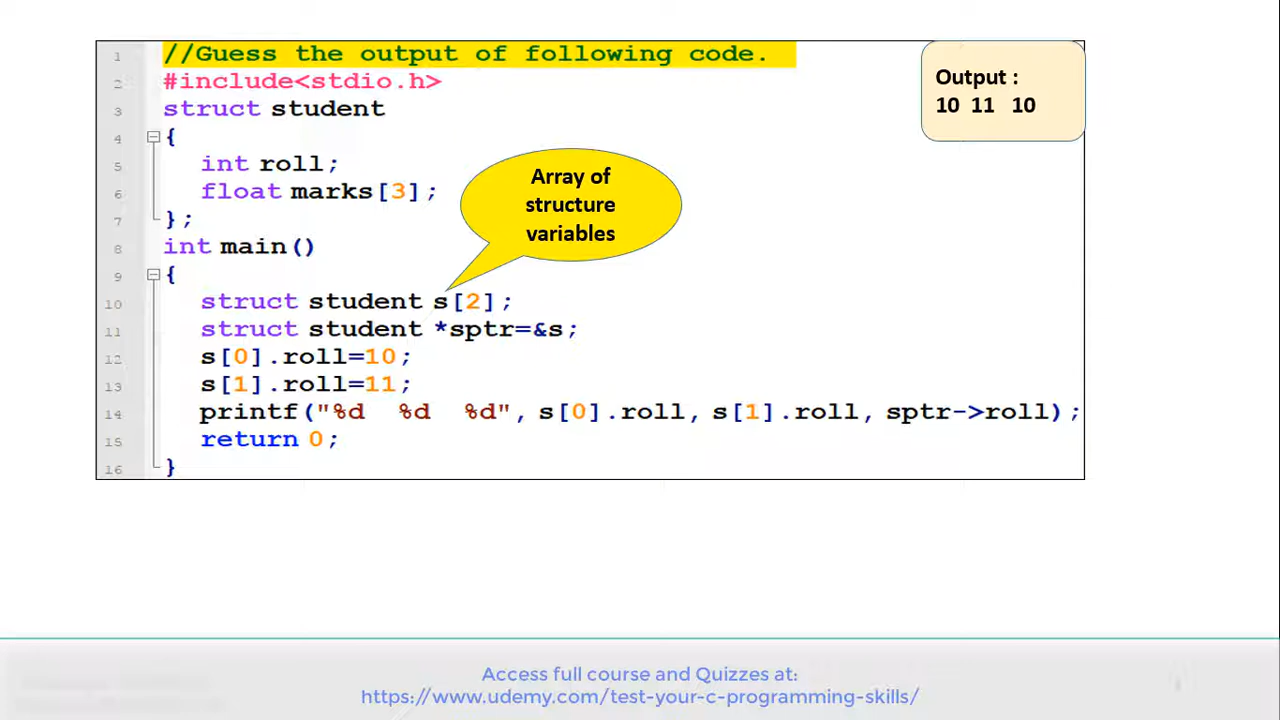 1 //Guess the output of following code.
2 #include<stdio.h>
3 struct student
4 {
5 int roll;
6 float marks[3];
7 };
8 int main()
9 {
10 struct student s[2];
11 struct student *sptr=&s;
12 s[0].roll=10;
13 s[1].roll=11;
14 printf("%d  %d  %d", s[0].roll, s[1].roll, sptr->roll);
15 return 0;
16 }
Output :
10 11 10
Array of
structure
variables
Access full course and Quizzes at:
https://www.udemy.com/test-your-c-programming-skills/